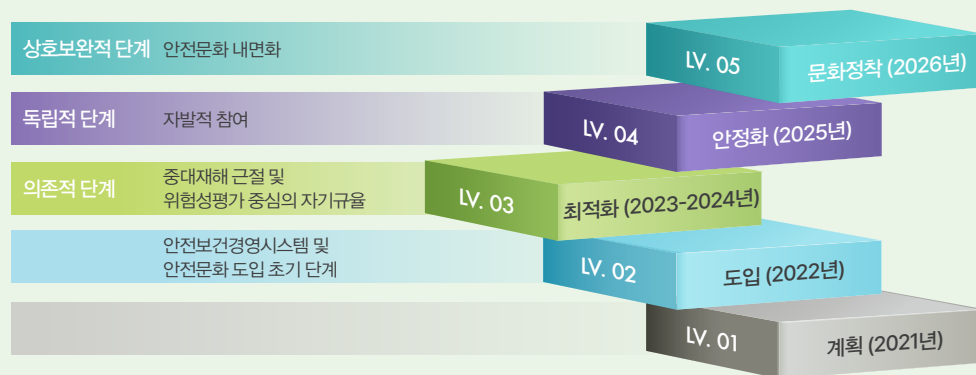 상호보완적 단계 안전문화 내면화
LV. 05 문화정착 (2026년)
독립적 단계 자발적 참여
LV. 04 안정화 (2025년)
의존적 단계
중대재해 근절 및
위험성평가 중심의 자기규율
LV. 03 최적화 (2023-2024년)
안전보건경영시스템 및
안전문화 도입 초기 단계
LV. 02 도입 (2022년)
LV. 01 계획 (2021년)